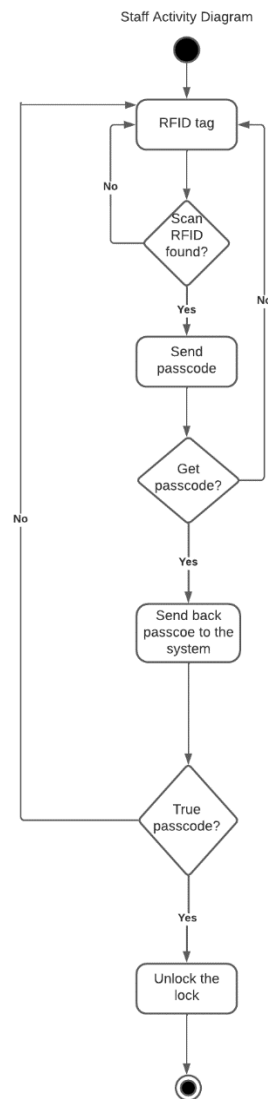 Staff Activity Diagram
RFID tag
No
Scan
RFID
found?
Yes
No
Send
passcode
Get
passcode?
No
Yes
Send back
passcoe to the
system
True
passcode?
Yes
Unlock the
lock